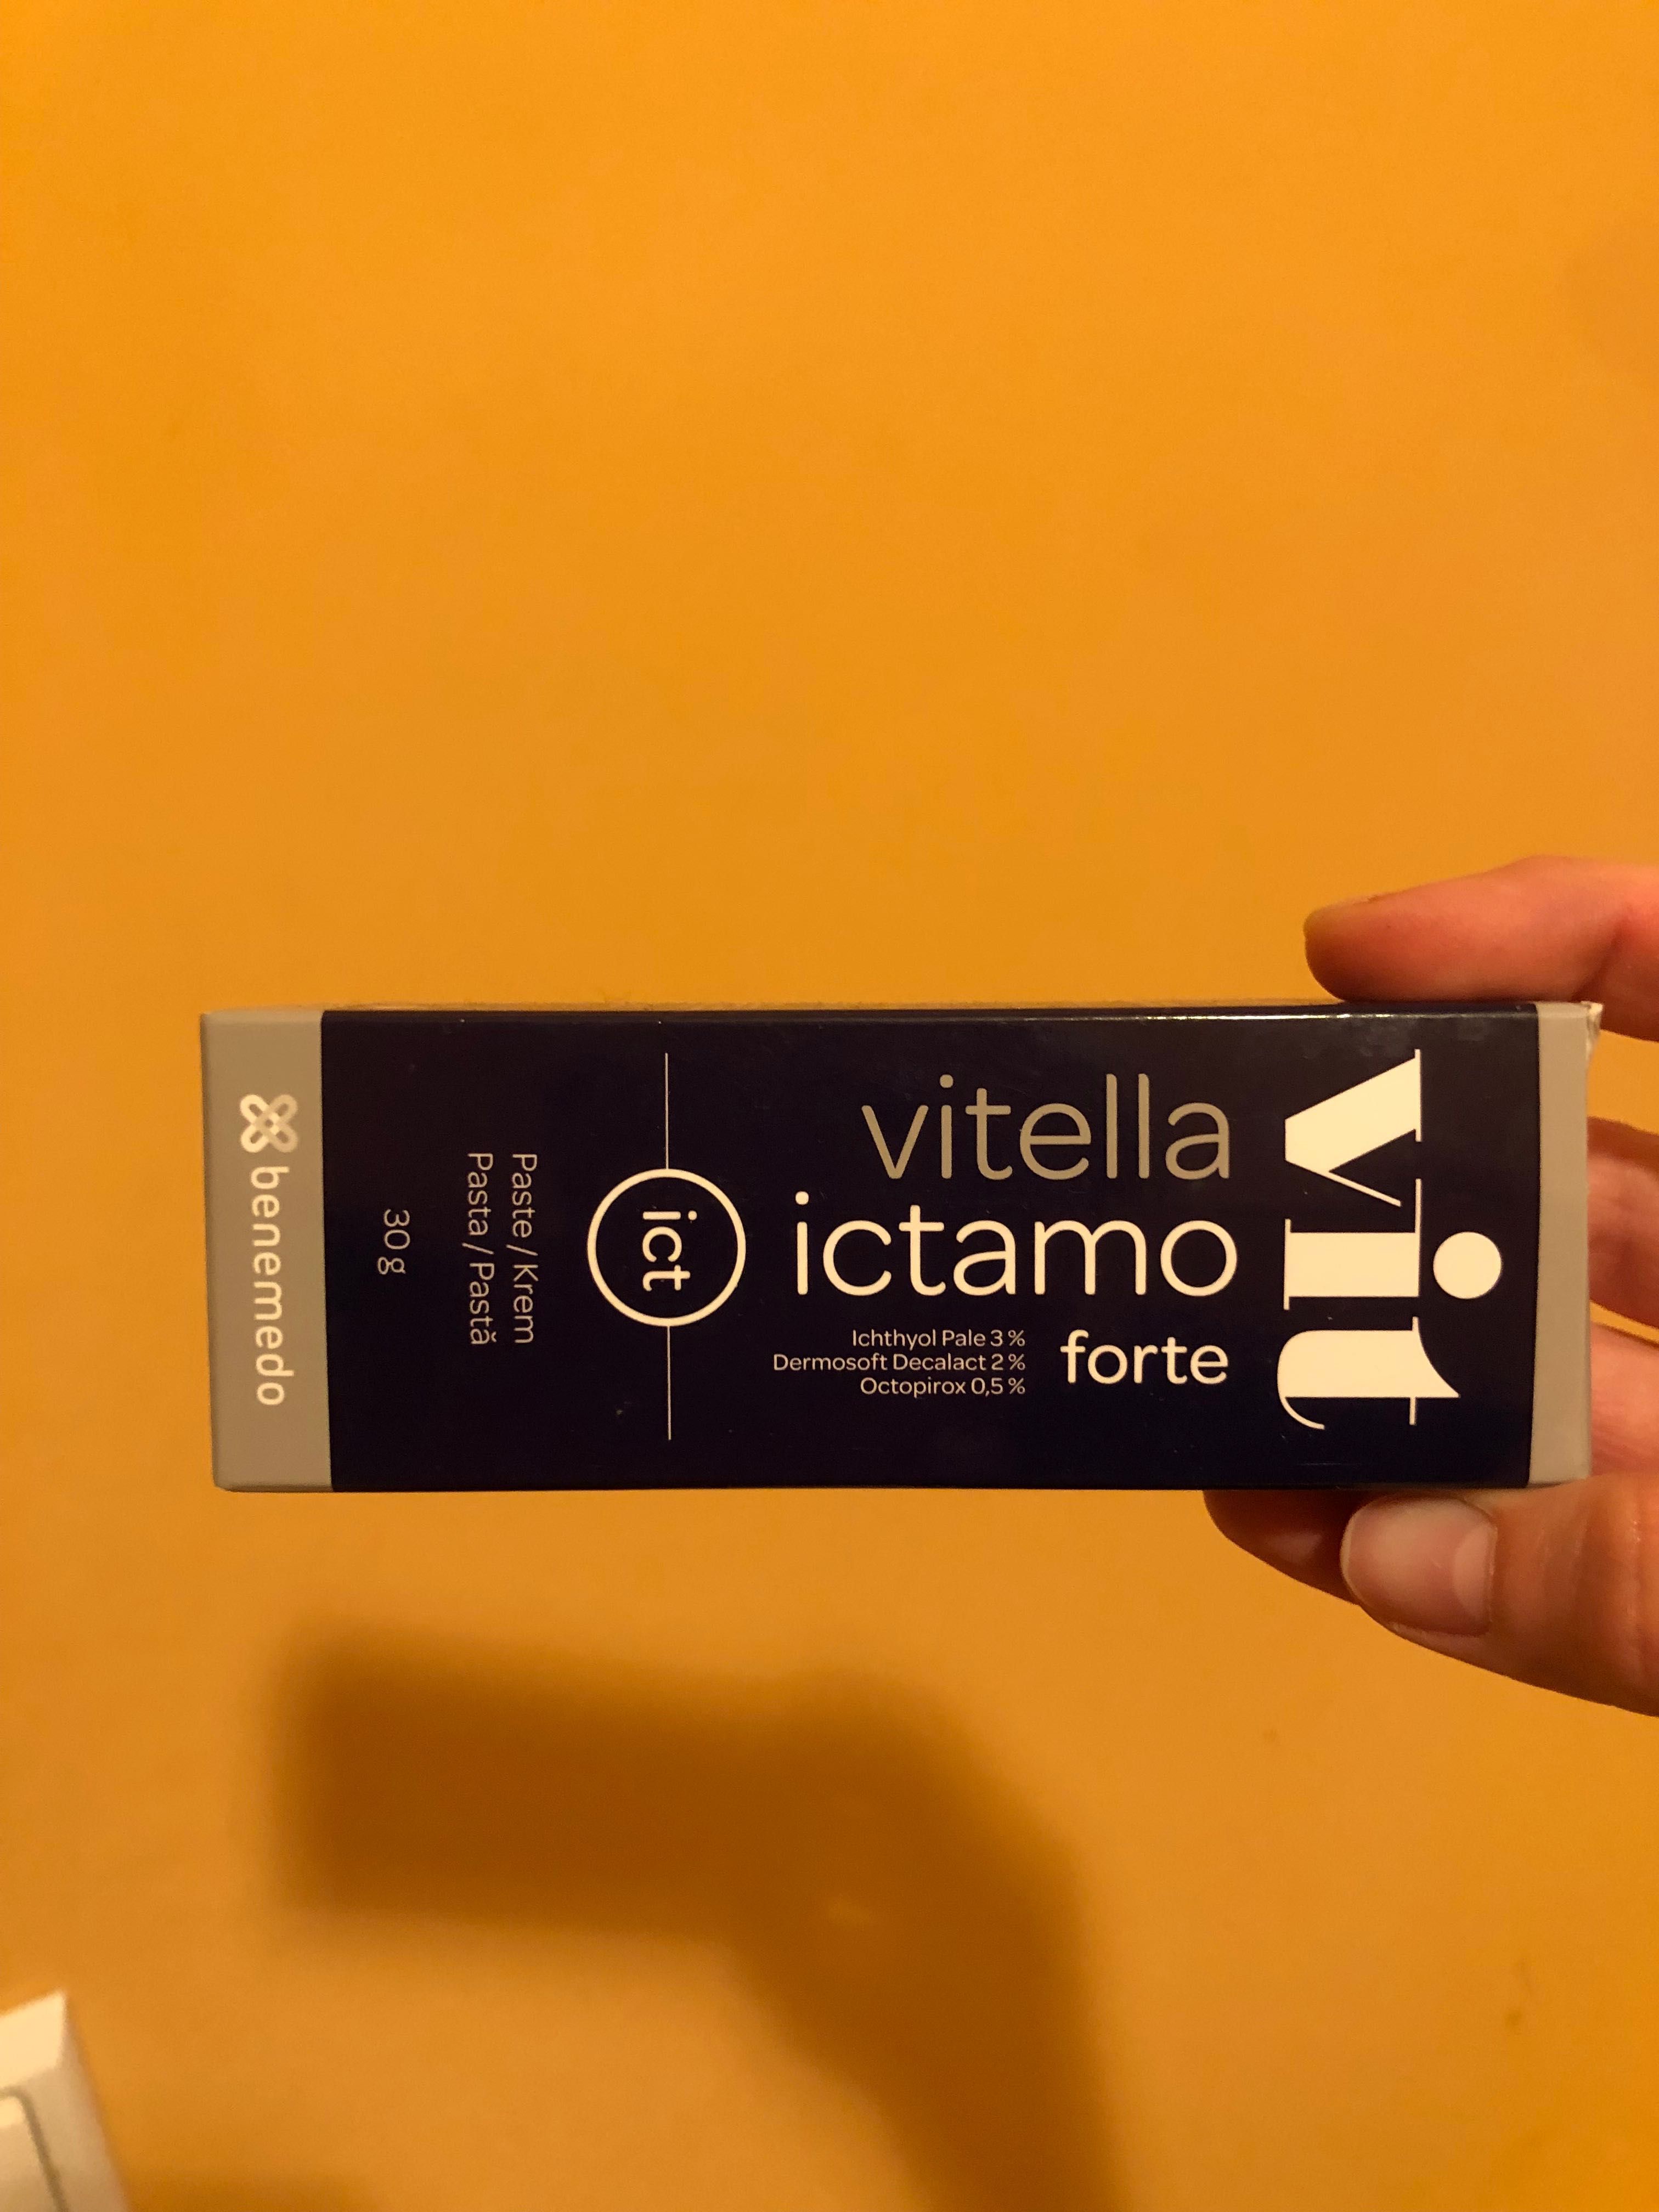 vit
vitella
ictamo
forte
Ichthyol Pale 3 %
Dermosoft Decalact 2 %
Octopirox 0,5 %
ict
Paste / Krem
Pasta / Pastă
30 g
benemedo